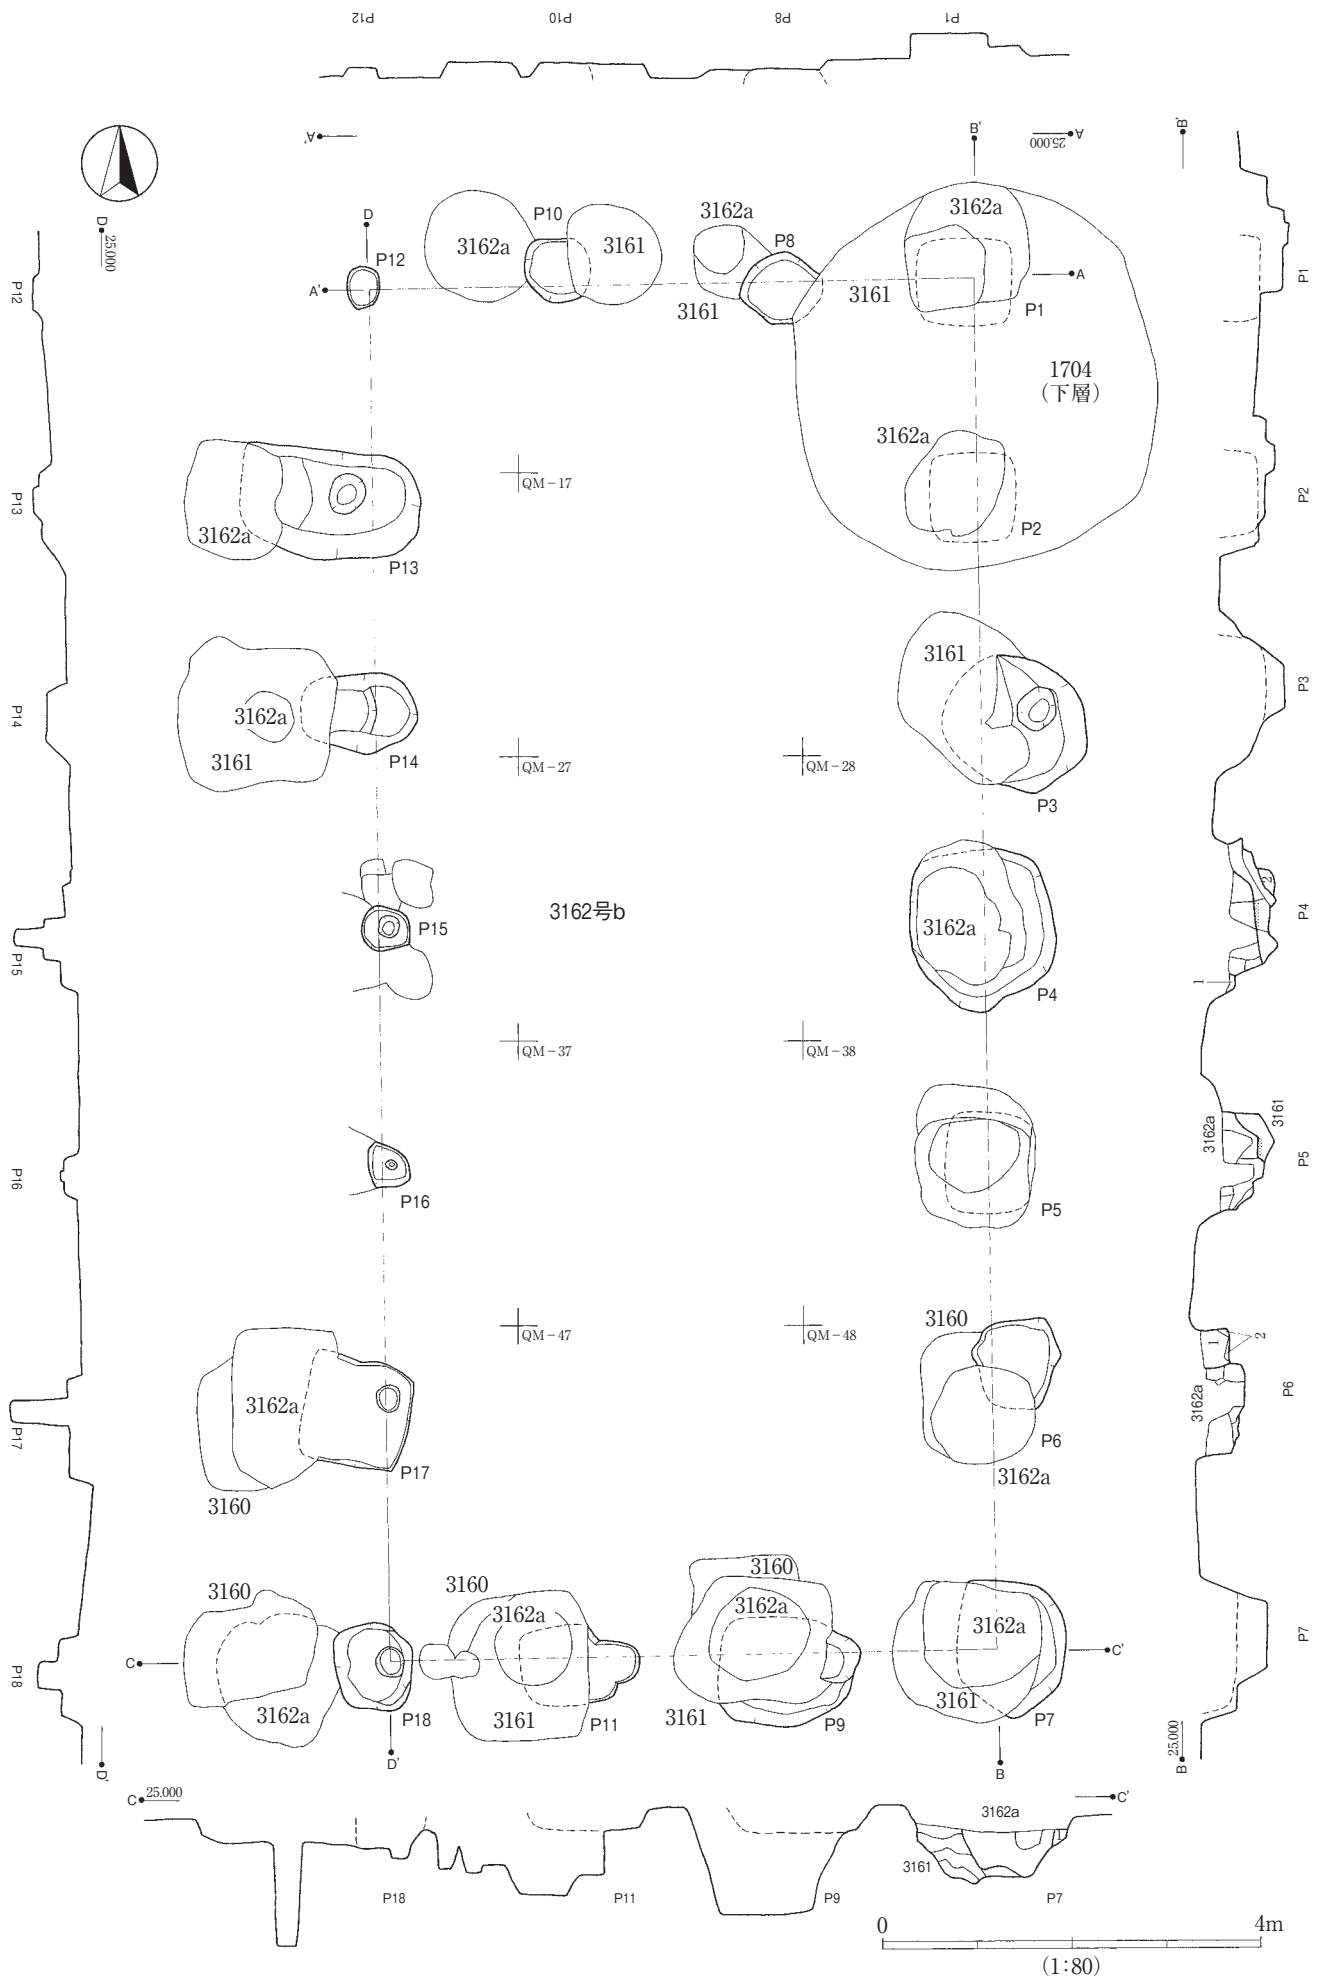 P12
P10
P8
P1
A'
B'
A
25.000
B'
D
25.000
D
P12
A'
3162a
P10
3161
3162a
P8
3161
3162a
3161
A
P1
1704
(下層)
P12
P1
P13
3162a
P13
QM-17
3162a
P2
P2
P14
3162a
3161
P14
QM-27
QM-28
3161
P3
P3
P15
P15
3162号b
3162a
P4
2
1
P4
QM-37
QM-38
P16
P16
P5
3162a
3161
P5
P17
3162a
3160
P17
QM-47
QM-48
3160
P6
3162a
1
2
3162a
P6
P18
3160
3162a
C
P18
D'
3160
3162a
3161
P11
3160
3162a
3161
P9
3162a
3161
P7
C'
B
P7
D'
B
25.000
C
25.000
C'
3162a
3161
P18
P11
P9
P7
0
4m
(1:80)